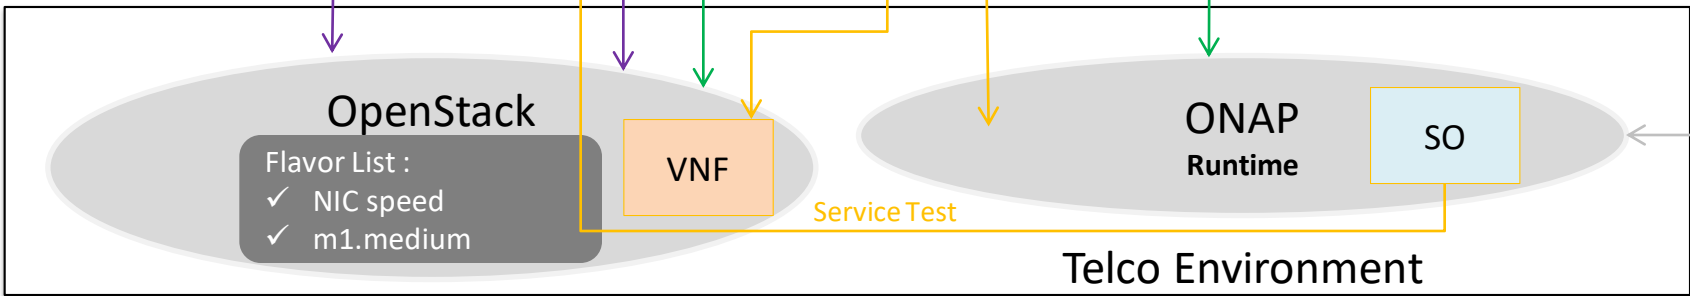 OpenStack
Flavor List :
✓ NIC speed
✓ m1.medium
VNF
Service Test
ONAP
Runtime
SO
Telco Environment